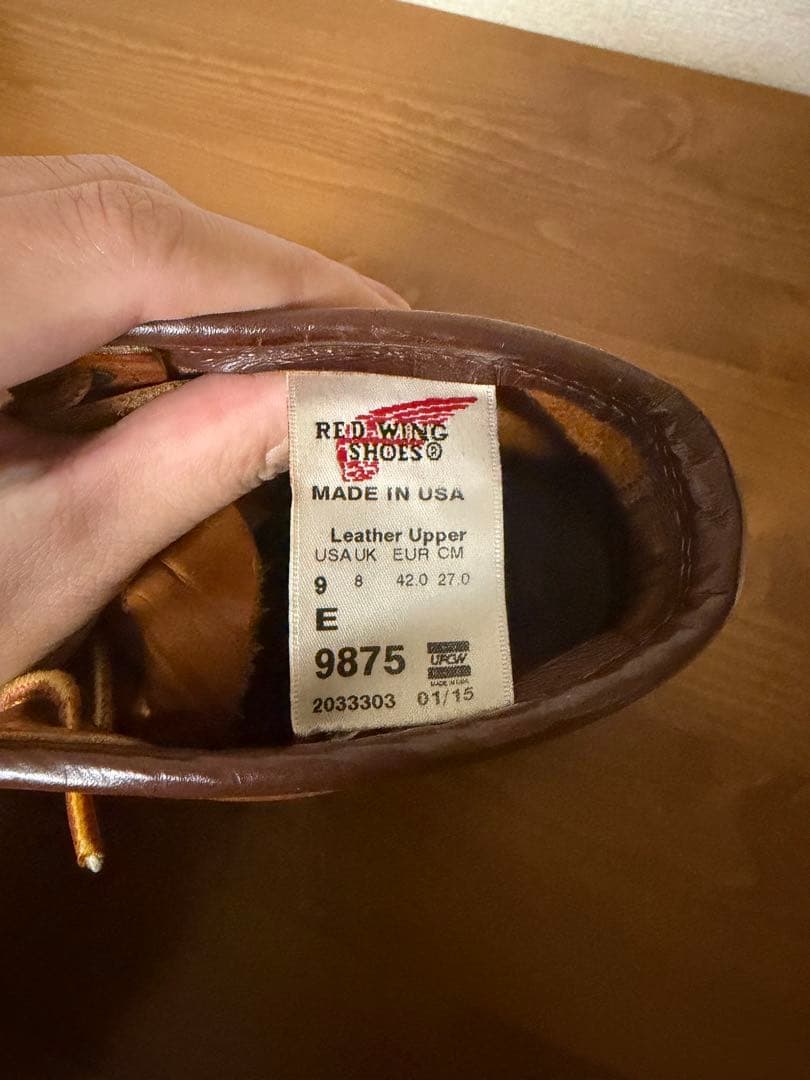 RED WING
SHOES®
MADE IN USA
Leather Upper
USA UK EUR CM
9 8 42.0 27.0
E
9875
UFCW
MADE IN USA
2033303 01/15